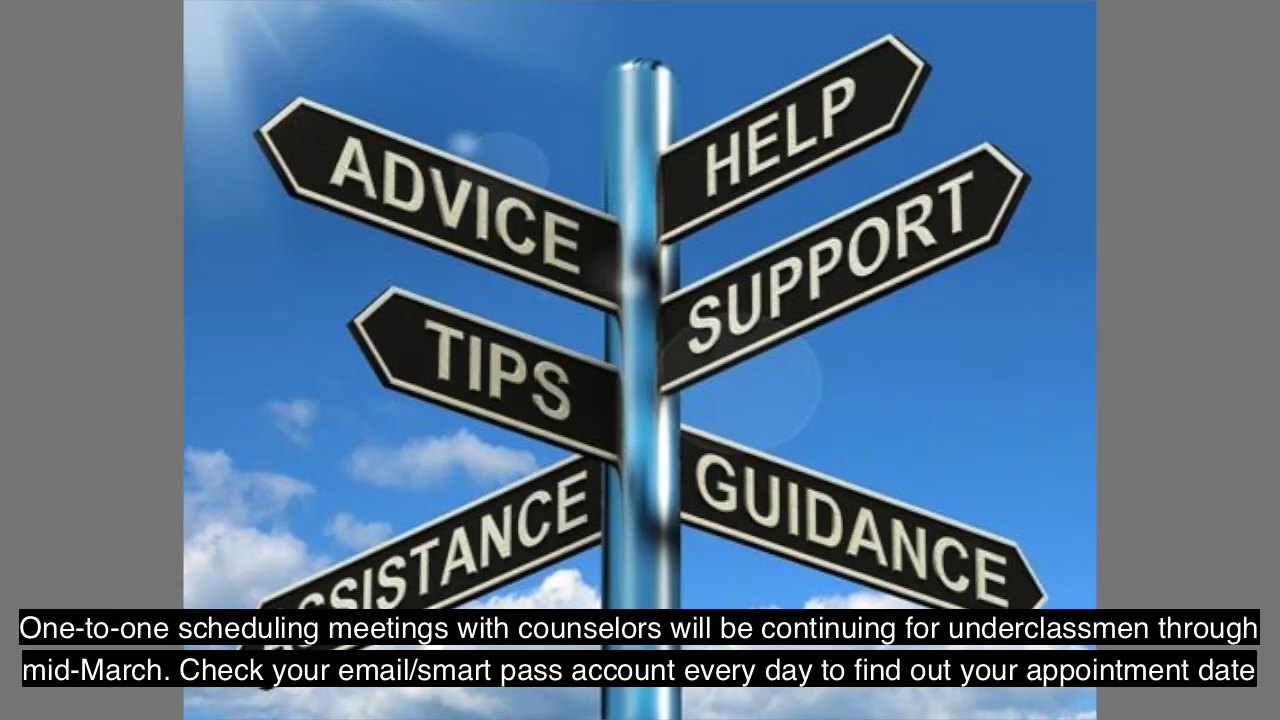 HELP
ADVICE
SUPPORT
TIPS
GUIDANCE
ASSISTANCE
One-to-one scheduling meetings with counselors will be continuing for underclassmen through
mid-March. Check your email/smart pass account every day to find out your appointment date